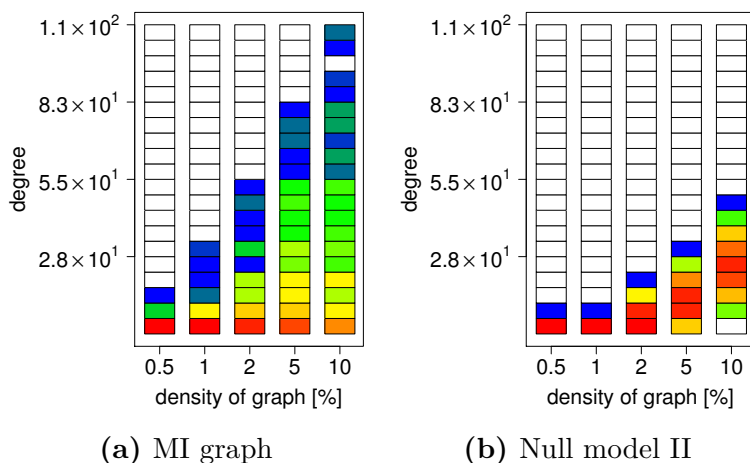 1.1 × 10²
8.3 × 10¹
5.5 × 10¹
2.8 × 10¹
degree
0.5 1 2 5 10
density of graph [%]
(a) MI graph
1.1 × 10²
8.3 × 10¹
5.5 × 10¹
2.8 × 10¹
degree
0.5 1 2 5 10
density of graph [%]
(b) Null model II